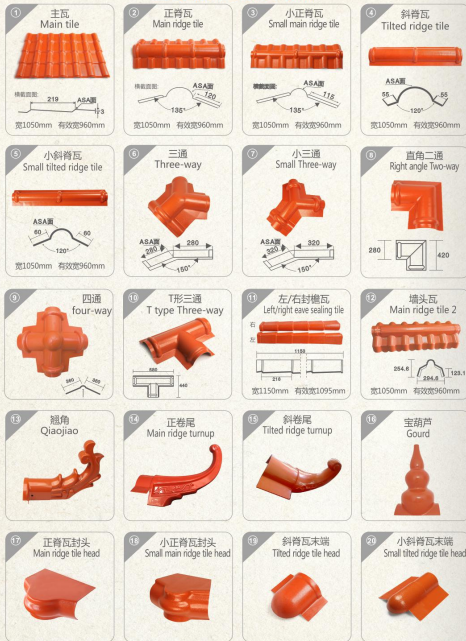 1
主瓦
Main tile
横截面图:
219
ASA面
3
宽1050mm 有效宽960mm
2
正脊瓦
Main ridge tile
横截面图:
ASA面
120
135°
宽1050mm 有效宽960mm
3
小正脊瓦
Small main ridge tile
横截面图:
ASA面
116
135°
宽1050mm 有效宽960mm
4
斜脊瓦
Tilted ridge tile
ASA面
55
55
120°
宽1050mm 有效宽960mm
5
小斜脊瓦
Small tilted ridge tile
ASA面
60
60
120°
宽1050mm 有效宽960mm
6
三通
Three-way
ASA面
280
280
150°
7
小三通
Small Three-way
ASA面
320
320
150°
8
直角二通
Right angle Two-way
280
420
9
四通
four-way
10
T形三通
T type Three-way
11
左/右封檐瓦
Left/right eave sealing tile
右
左
1150
宽1150mm 有效宽1095mm
12
墙头瓦
Main ridge tile 2
254.6
294.6
123.1
宽1050mm 有效宽960mm
13
翘角
Qiaojiao
14
正卷尾
Main ridge turnup
15
斜卷尾
Tilted ridge turnup
16
宝葫芦
Gourd
17
正脊瓦封头
Main ridge tile head
18
小正脊瓦封头
Small main ridge tile head
19
斜脊瓦末端
Tilted ridge tile head
20
小斜脊瓦末端
Small tilted ridge tile head